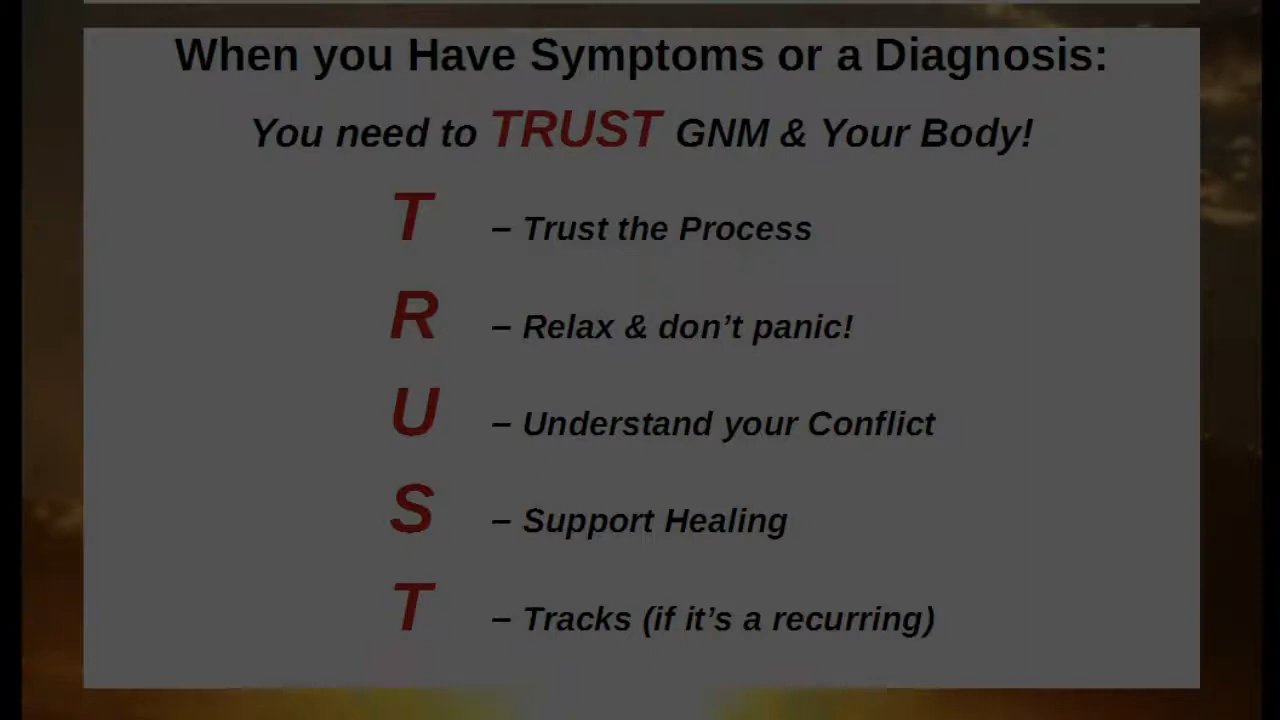 When you Have Symptoms or a Diagnosis:
You need to TRUST GNM & Your Body!
T – Trust the Process
R – Relax & don’t panic!
U – Understand your Conflict
S – Support Healing
T – Tracks (if it’s a recurring)